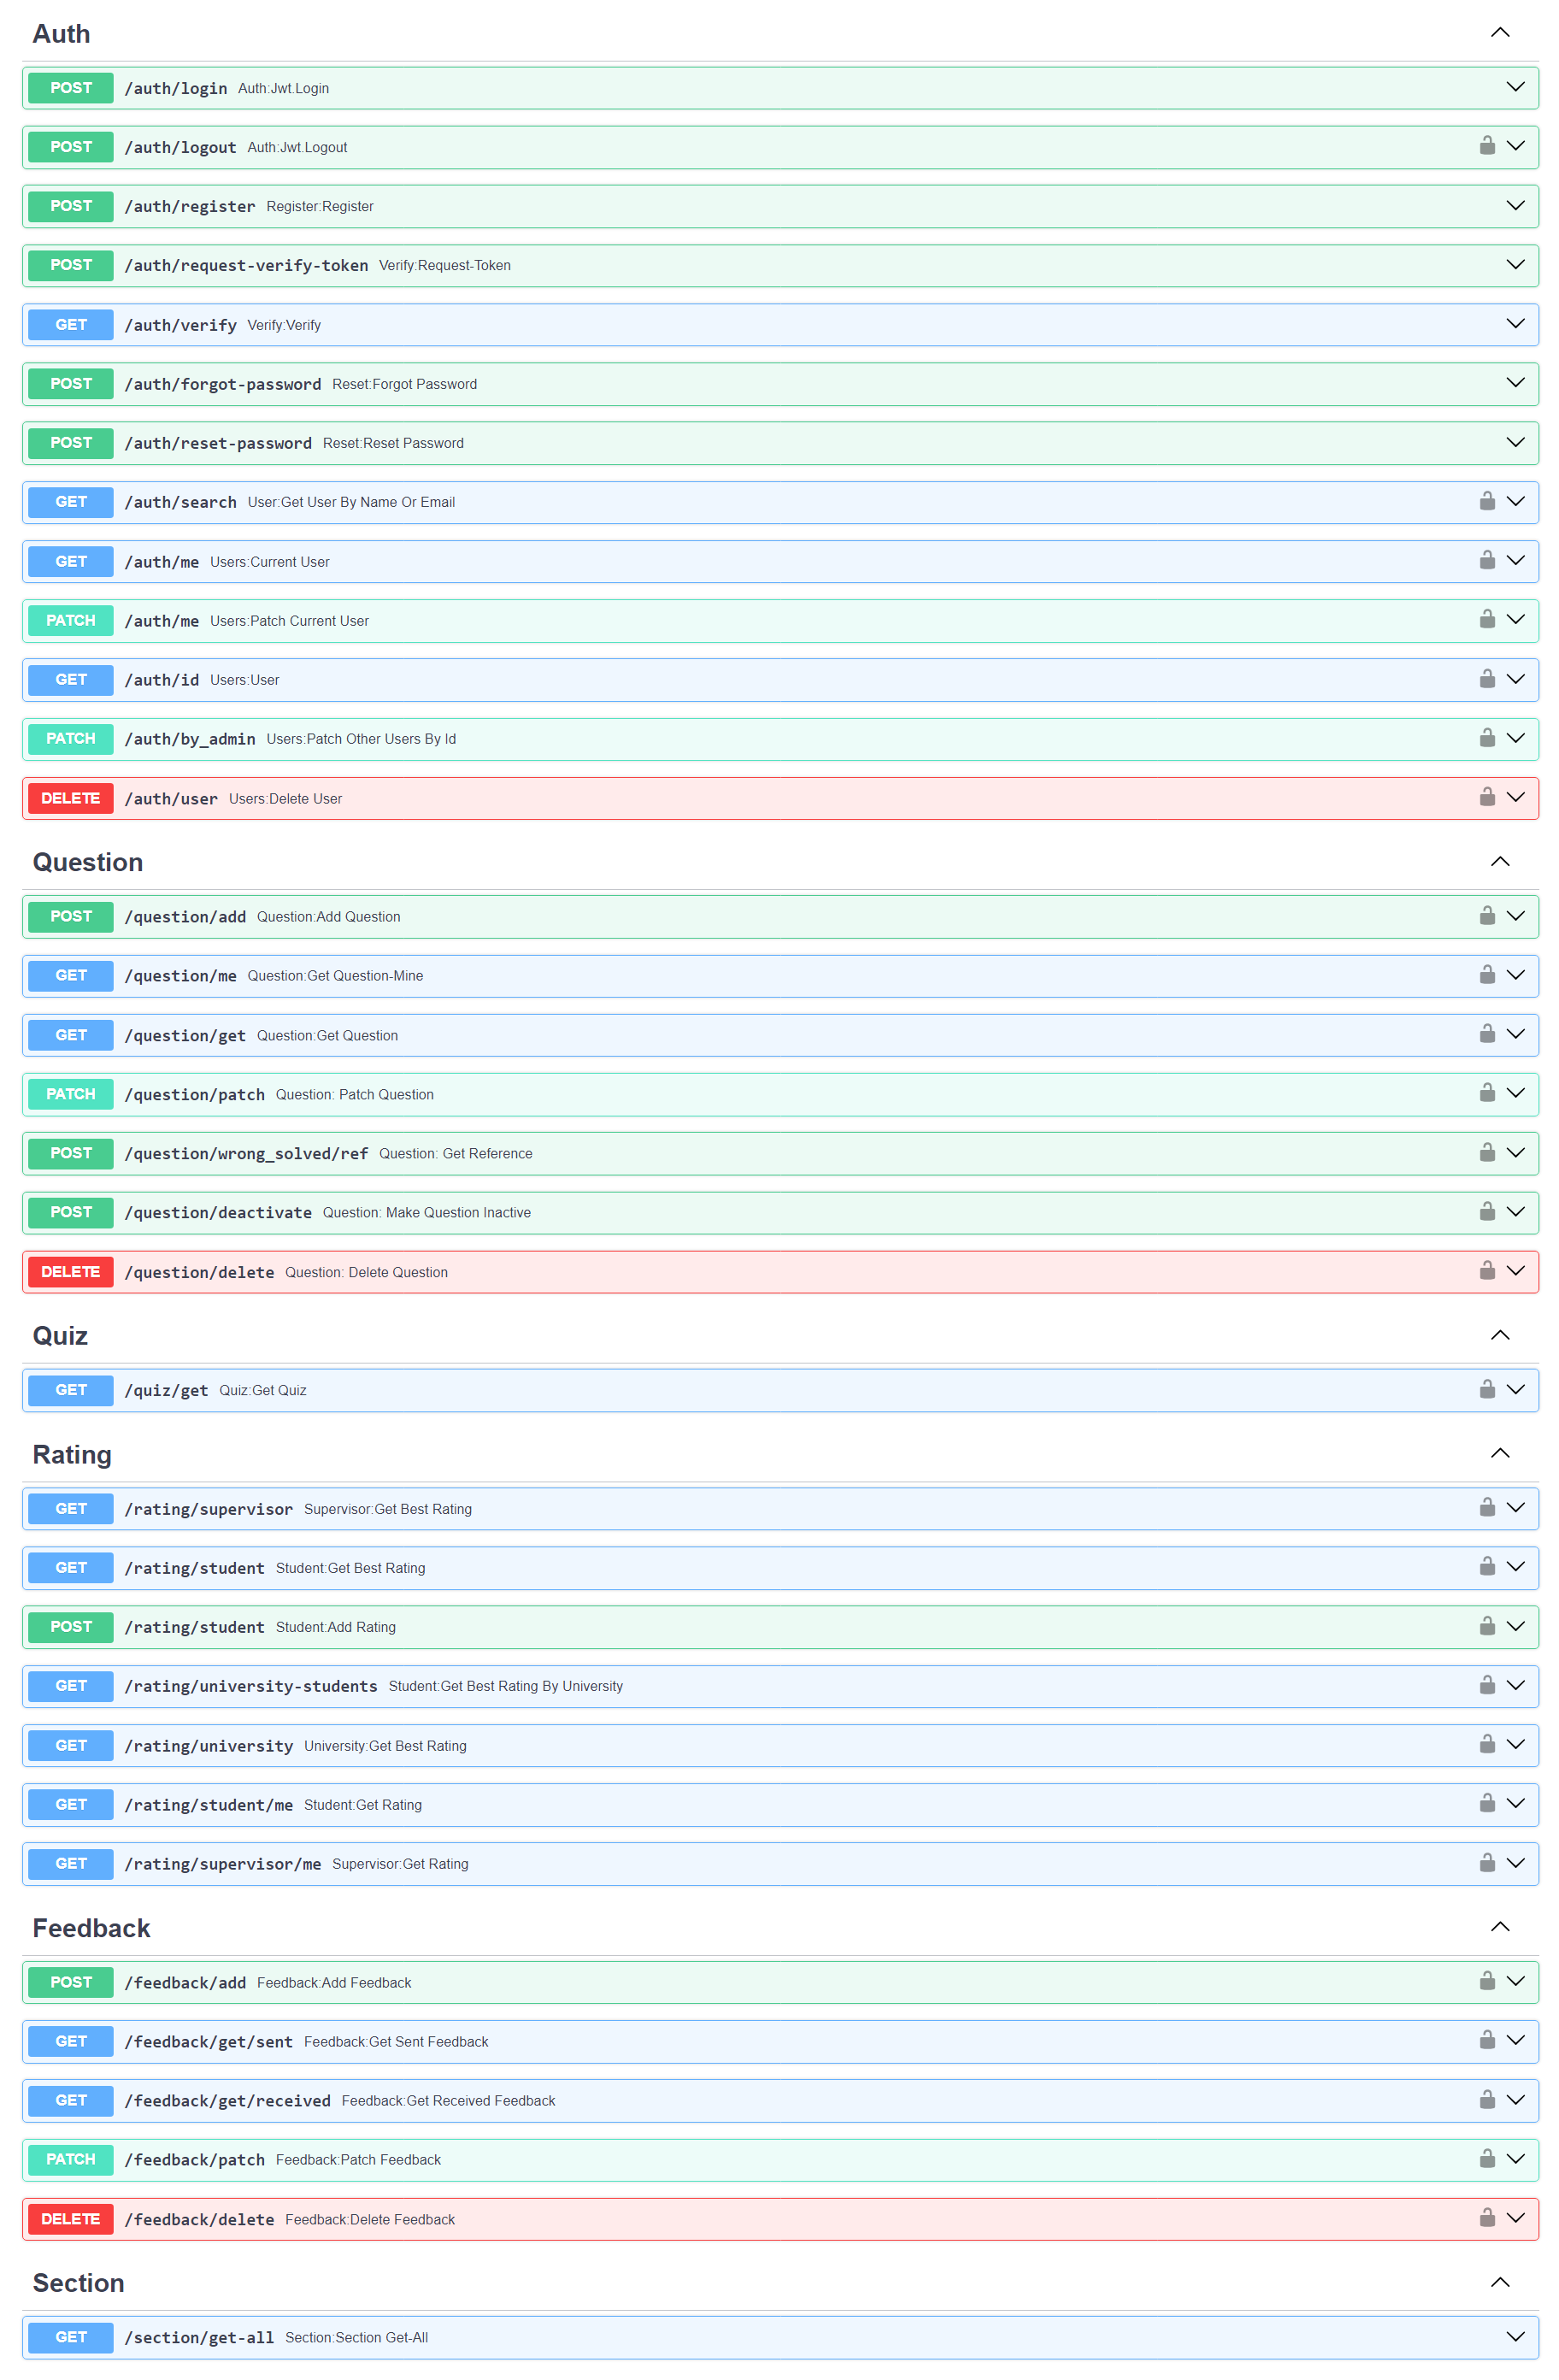 Auth
POST /auth/login Auth:Jwt.Login
POST /auth/logout Auth:Jwt.Logout
POST /auth/register Register:Register
POST /auth/request-verify-token Verify:Request-Token
GET /auth/verify Verify:Verify
POST /auth/forgot-password Reset:Forgot Password
POST /auth/reset-password Reset:Reset Password
GET /auth/search User:Get User By Name Or Email
GET /auth/me Users:Current User
PATCH /auth/me Users:Patch Current User
GET /auth/id Users:User
PATCH /auth/by_admin Users:Patch Other Users By Id
DELETE /auth/user Users:Delete User
Question
POST /question/add Question:Add Question
GET /question/me Question:Get Question-Mine
GET /question/get Question:Get Question
PATCH /question/patch Question: Patch Question
POST /question/wrong_solved/ref Question: Get Reference
POST /question/deactivate Question: Make Question Inactive
DELETE /question/delete Question: Delete Question
Quiz
GET /quiz/get Quiz:Get Quiz
Rating
GET /rating/supervisor Supervisor:Get Best Rating
GET /rating/student Student:Get Best Rating
POST /rating/student Student:Add Rating
GET /rating/university-students Student:Get Best Rating By University
GET /rating/university University:Get Best Rating
GET /rating/student/me Student:Get Rating
GET /rating/supervisor/me Supervisor:Get Rating
Feedback
POST /feedback/add Feedback:Add Feedback
GET /feedback/get/sent Feedback:Get Sent Feedback
GET /feedback/get/received Feedback:Get Received Feedback
PATCH /feedback/patch Feedback:Patch Feedback
DELETE /feedback/delete Feedback:Delete Feedback
Section
GET /section/get-all Section:Section Get-All